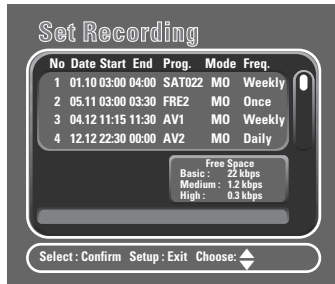 Set Recording
No Date Start End Prog. Mode Freq.
1 01.10 03:00 04:00 SAT022 MO Weekly
2 05.11 03:00 03:30 FRE2 MO Once
3 04.12 11:15 11:30 AV1 MO Weekly
4 12.12 22:30 00:00 AV2 MO Daily
Free Space
Basic : 22 kbps
Medium : 1.2 kbps
High : 0.3 kbps
Select : Confirm Setup : Exit Choose: